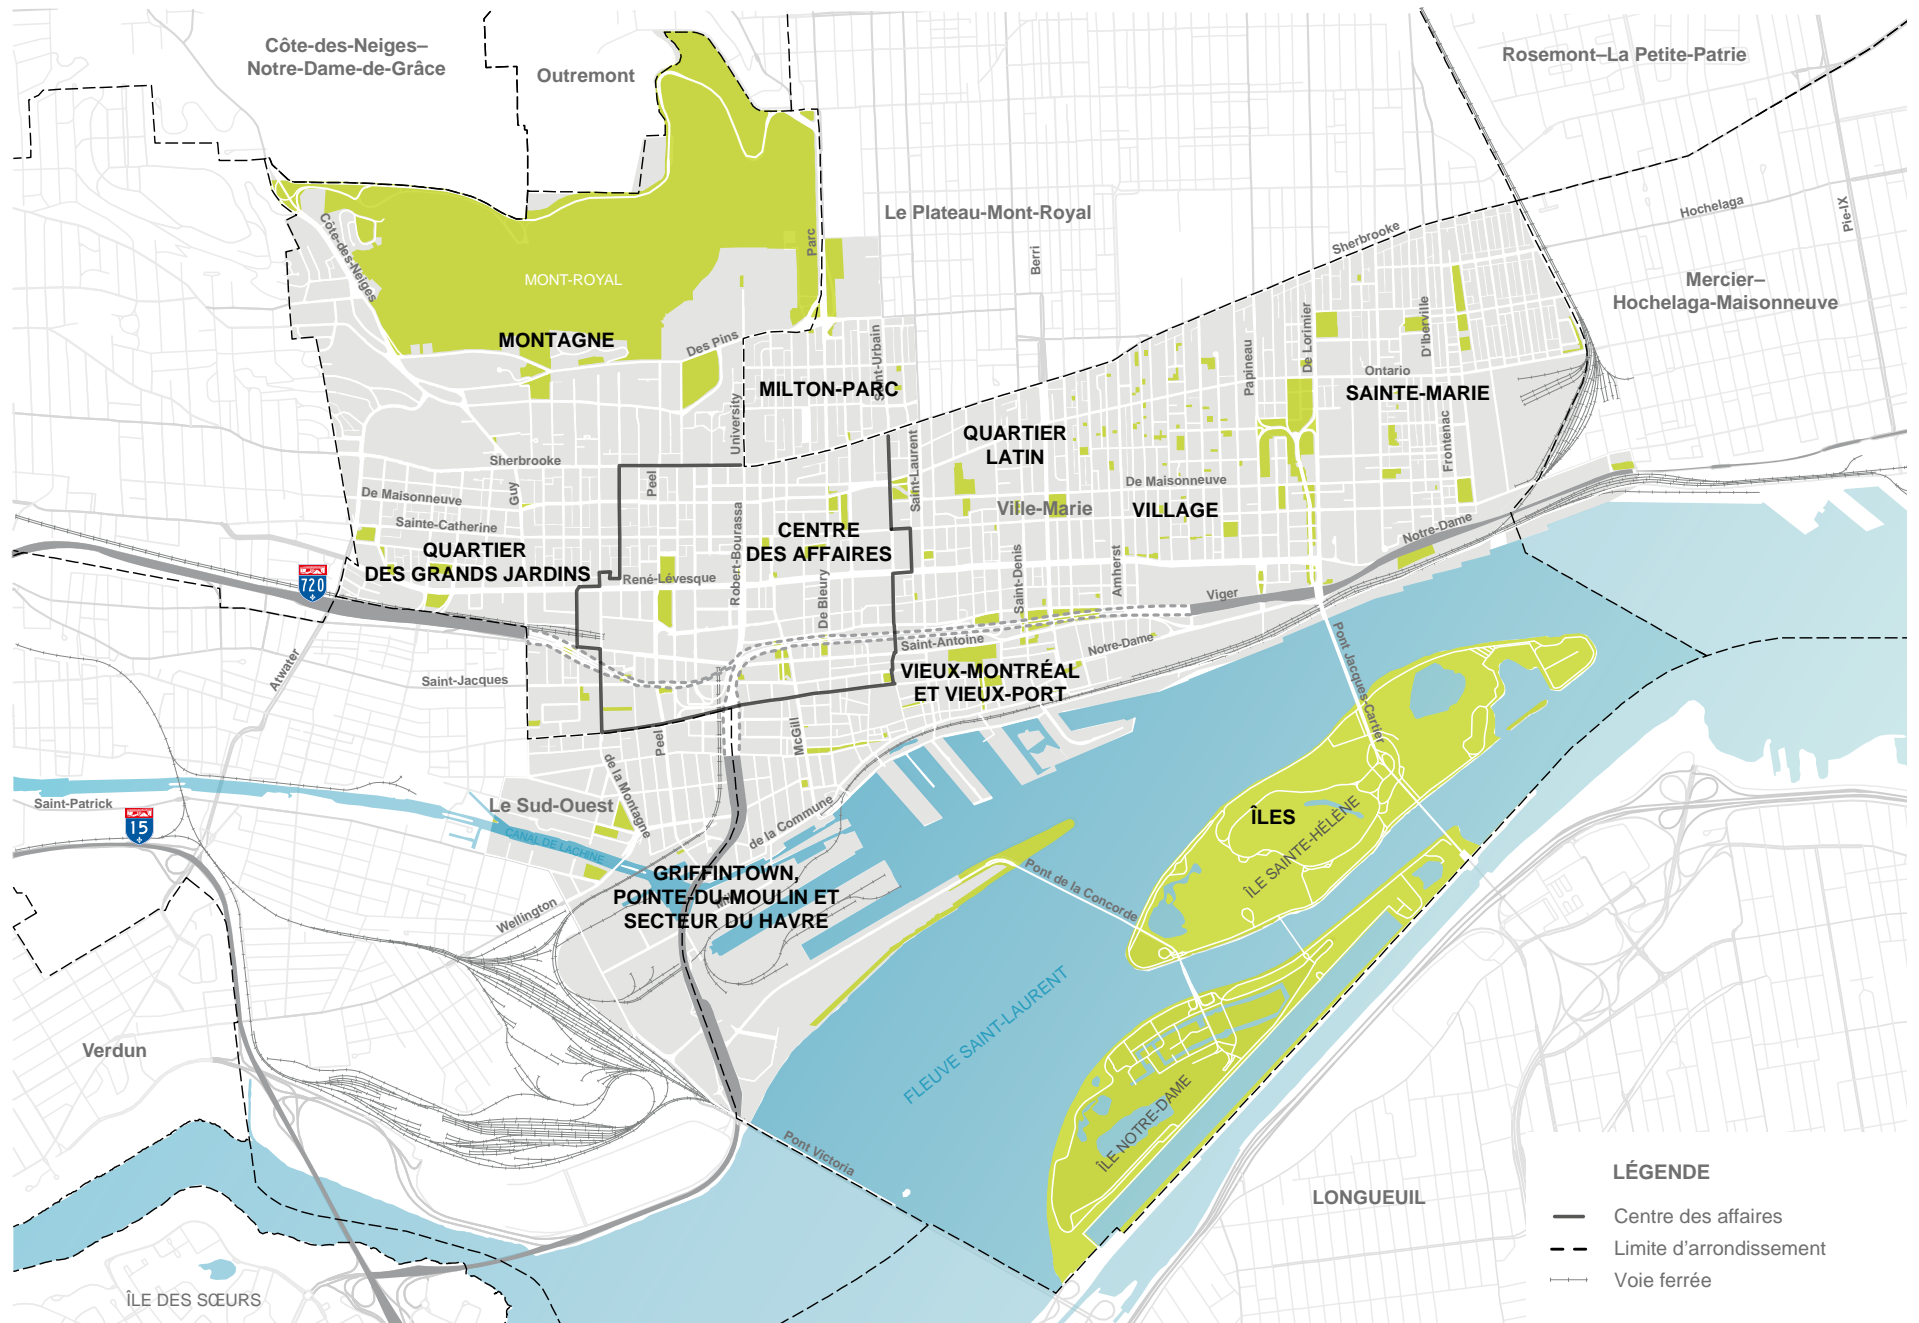 Côte-des-Neiges–
Notre-Dame-de-Grâce
Outremont
Rosemont–La Petite-Patrie
Le Plateau-Mont-Royal
Hochelaga
Pie-IX
Sherbrooke
Berri
Parc
Côte-des-Neiges
MONT-ROYAL
Mercier–
Hochelaga-Maisonneuve
MONTAGNE
Des Pins
Saint-Urbain
Papineau
De Lorimier
D'Iberville
Ontario
MILTON-PARC
SAINTE-MARIE
University
QUARTIER
LATIN
Frontenac
Sherbrooke
Peel
Saint-Laurent
Guy
De Maisonneuve
De Maisonneuve
Ville-Marie
VILLAGE
Sainte-Catherine
Robert-Bourassa
CENTRE
DES AFFAIRES
Notre-Dame
QUARTIER
DES GRANDS JARDINS
René-Lévesque
De Bleury
Saint-Denis
Amherst
720
Viger
Saint-Antoine
Notre-Dame
Pont Jacques-Cartier
Atwater
Saint-Jacques
VIEUX-MONTRÉAL
ET VIEUX-PORT
Peel
McGill
de la Montagne
Saint-Patrick
15
Le Sud-Ouest
CANAL DE LACHINE
de la Commune
ÎLES
ÎLE SAINTE-HÉLÈNE
GRIFFINTOWN,
POINTE-DU-MOULIN ET
SECTEUR DU HAVRE
Wellington
Pont de la Concorde
FLEUVE SAINT-LAURENT
Verdun
ÎLE NOTRE-DAME
Pont Victoria
LONGUEUIL
ÎLE DES SŒURS
LÉGENDE
Centre des affaires
Limite d'arrondissement
Voie ferrée